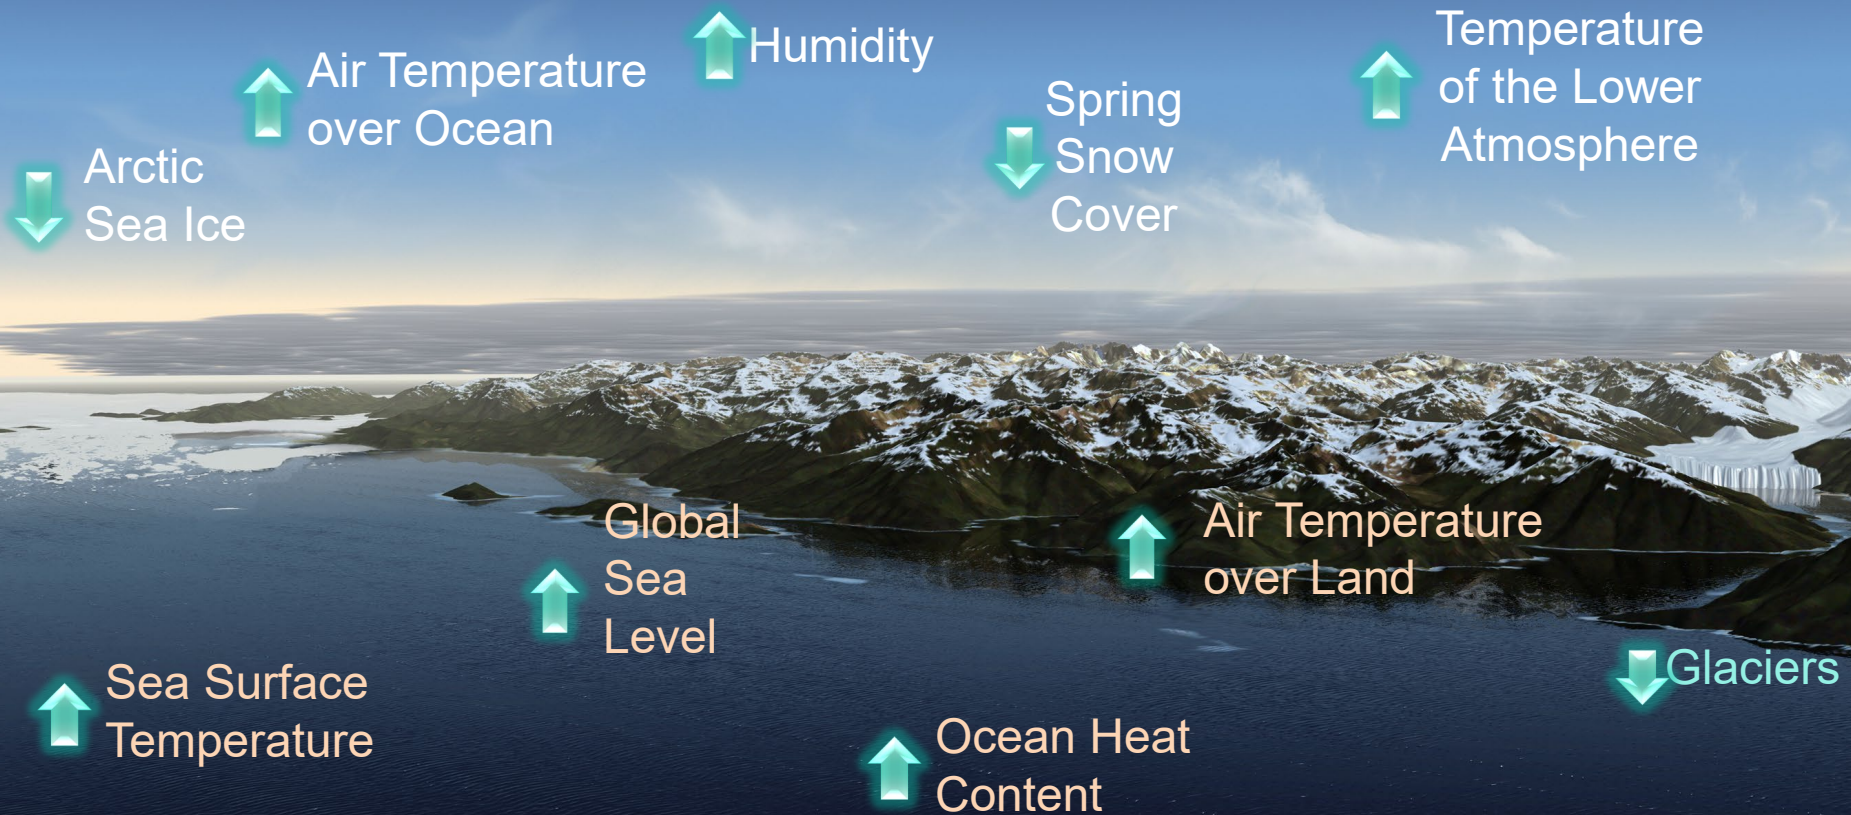 Humidity
Temperature
of the Lower
Atmosphere
Air Temperature
over Ocean
Spring
Snow
Cover
Arctic
Sea Ice
Global
Sea
Level
Air Temperature
over Land
Glaciers
Sea Surface
Temperature
Ocean Heat
Content